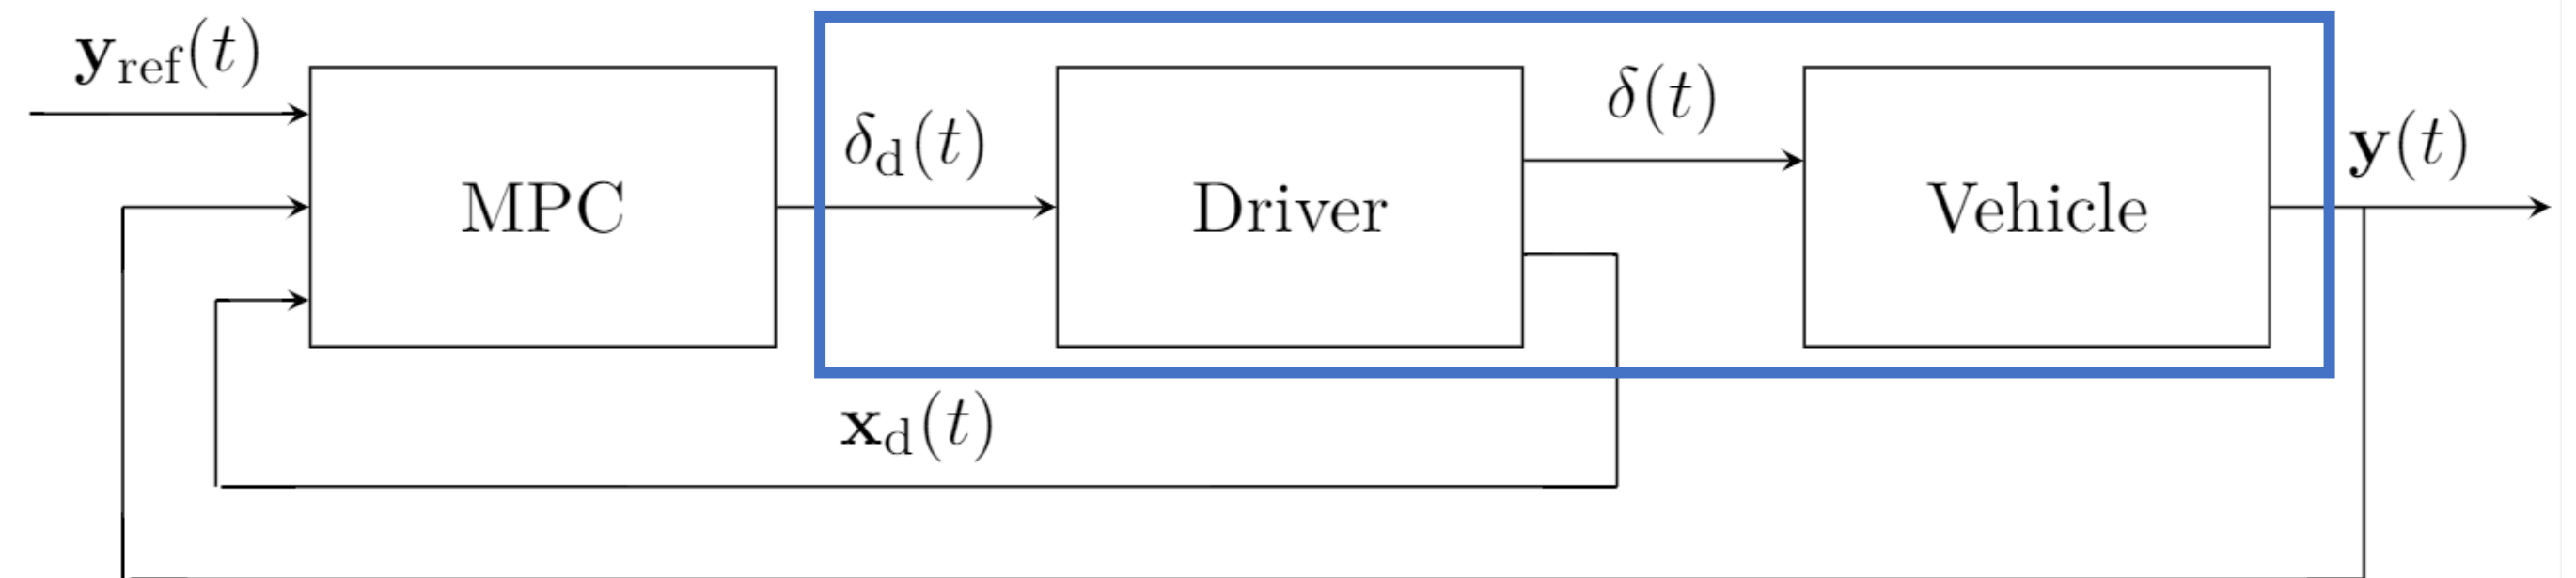 y_ref(t)
MPC
δ_d(t)
Driver
δ(t)
Vehicle
y(t)
x_d(t)